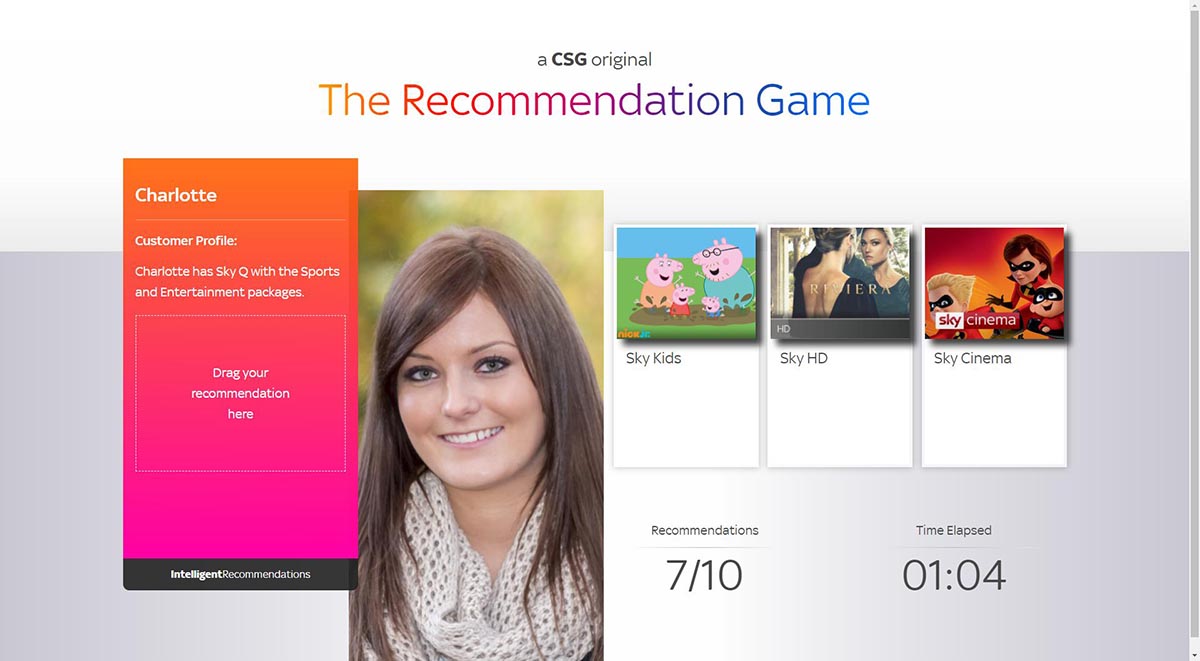 a CSG original
The Recommendation Game
Charlotte
Customer Profile:
Charlotte has Sky Q with the Sports
and Entertainment packages.
Drag your
recommendation
here
IntelligentRecommendations
nick jr.
Sky Kids
RIVIERA
HD
Sky HD
sky cinema
Sky Cinema
Recommendations
7/10
Time Elapsed
01:04